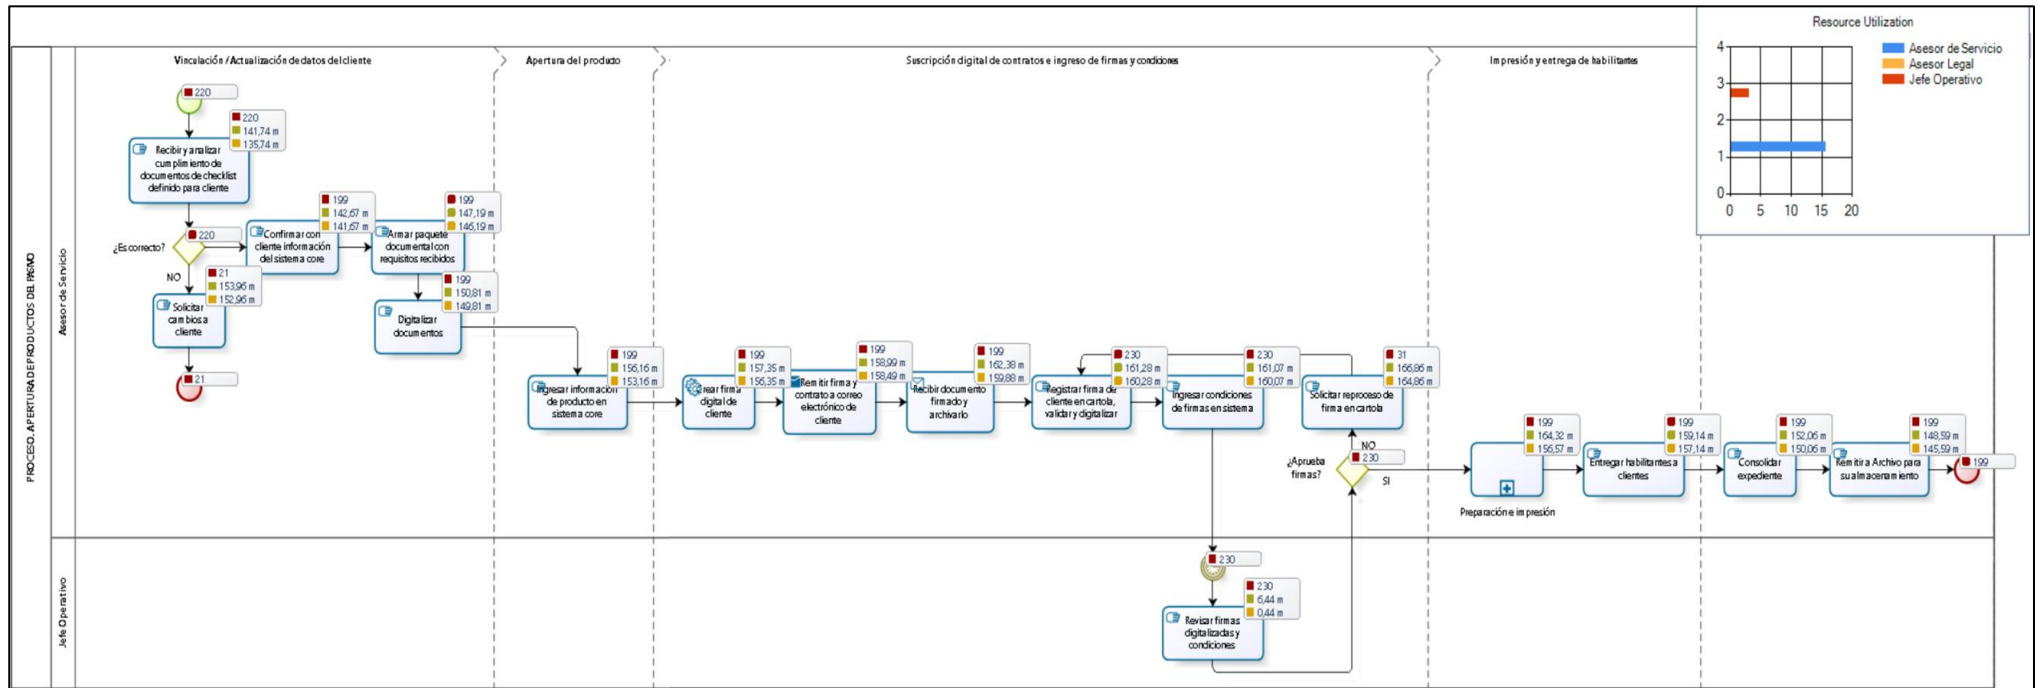 PROCESO. APERTURA DE PRODUCTOS DEL PASIVO
Asesor de Servicio
Jefe Operativo
Vinculación / Actualización de datos del cliente
Apertura del producto
Suscripción digital de contratos e ingreso de firmas y condiciones
Impresión y entrega de habilitantes
Resource Utilization
4
3
2
1
0
0 5 10 15 20
Asesor de Servicio
Asesor Legal
Jefe Operativo
220
220
141,74 m
135,74 m
Recibir y analizar
cumplimiento de
documentos de checklist
definido para cliente
¿Es correcto?
220
NO
21
153,96 m
152,96 m
Solicitar
cambios a
cliente
21
199
142,67 m
141,67 m
Confirmar con
cliente información
del sistema core
199
147,19 m
146,19 m
Armar paquete
documental con
requisitos recibidos
199
150,81 m
149,81 m
Digitalizar
documentos
199
156,16 m
153,16 m
Ingresar información
de producto en
sistema core
199
157,35 m
156,35 m
Crear firma
digital de
cliente
199
158,99 m
158,49 m
Remitir firma y
contrato a correo
electrónico de
cliente
199
162,38 m
159,88 m
Recibir documento
firmado y
archivarlo
230
161,28 m
160,28 m
Registrar firma de
cliente en cartola,
validar y digitalizar
230
161,07 m
160,07 m
Ingresar condiciones
de firmas en sistema
31
166,86 m
164,86 m
Solicitar reproceso de
firma en cartola
NO
230
¿Aprueba
firmas?
SI
199
164,32 m
156,57 m
Preparación e impresión
199
159,14 m
157,14 m
Entregar habilitantes a
clientes
199
152,06 m
150,06 m
Consolidar
expediente
199
148,59 m
145,59 m
Remitir a Archivo para
su almacenamiento
199
230
230
6,44 m
0,44 m
Revisar firmas
digitalizadas y
condiciones